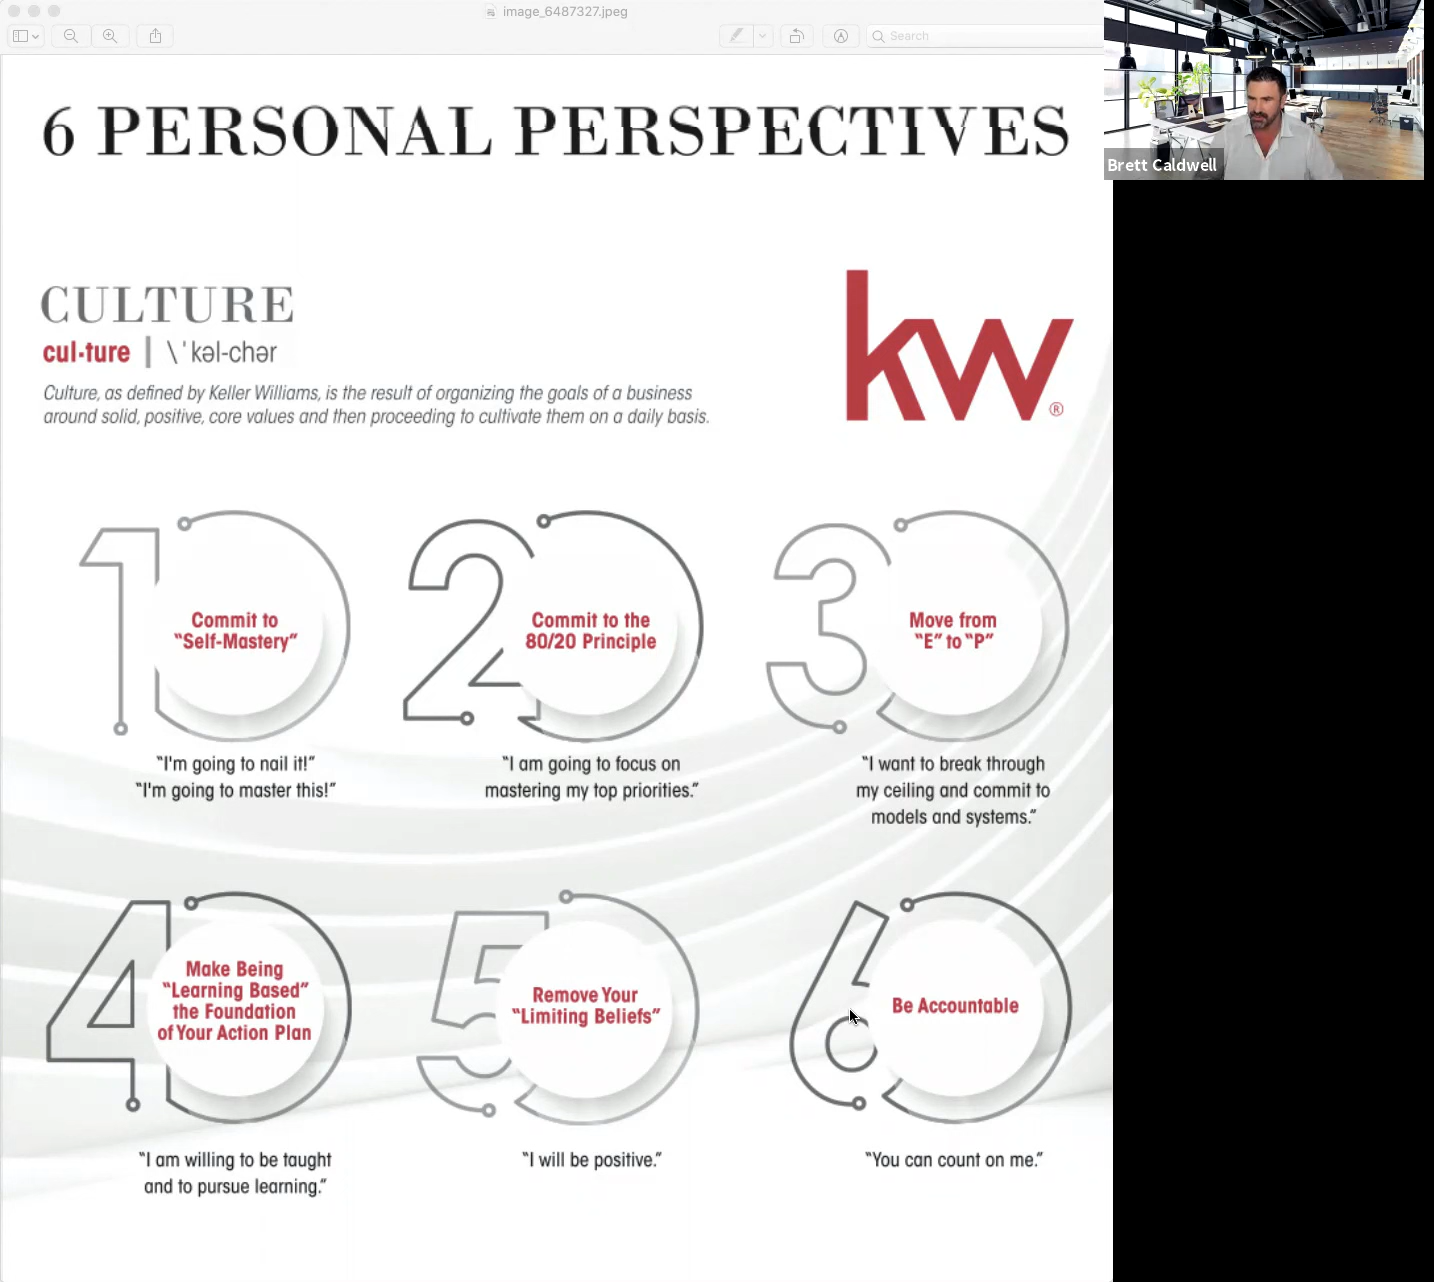 image_6487327.jpeg
Search
Brett Caldwell
6 PERSONAL PERSPECTIVES
CULTURE
cul·ture | \ ˈkəl-chər
Culture, as defined by Keller Williams, is the result of organizing the goals of a business
around solid, positive, core values and then proceeding to cultivate them on a daily basis.
kw®
1
Commit to
“Self-Mastery”
“I'm going to nail it!”
“I'm going to master this!”
2
Commit to the
80/20 Principle
“I am going to focus on
mastering my top priorities.”
3
Move from
“E” to “P”
“I want to break through
my ceiling and commit to
models and systems.”
4
Make Being
“Learning Based”
the Foundation
of Your Action Plan
“I am willing to be taught
and to pursue learning.”
5
Remove Your
“Limiting Beliefs”
“I will be positive.”
6
Be Accountable
“You can count on me.”